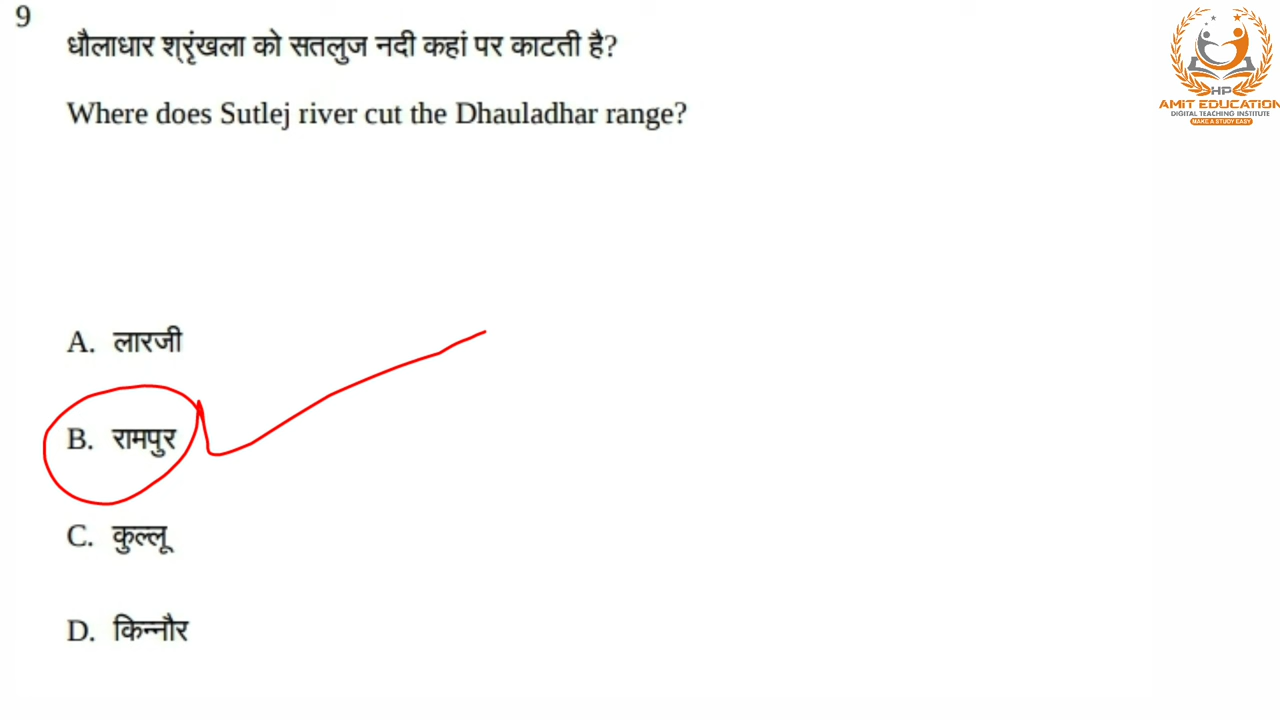 9
धौलाधार श्रृंखला को सतलुज नदी कहां पर काटती है?
Where does Sutlej river cut the Dhauladhar range?
A. लारजी
B. रामपुर
C. कुल्लू
D. किन्नौर
HP
AMIT EDUCATION
DIGITAL TEACHING INSTITUTE
MAKE A STUDY EASY